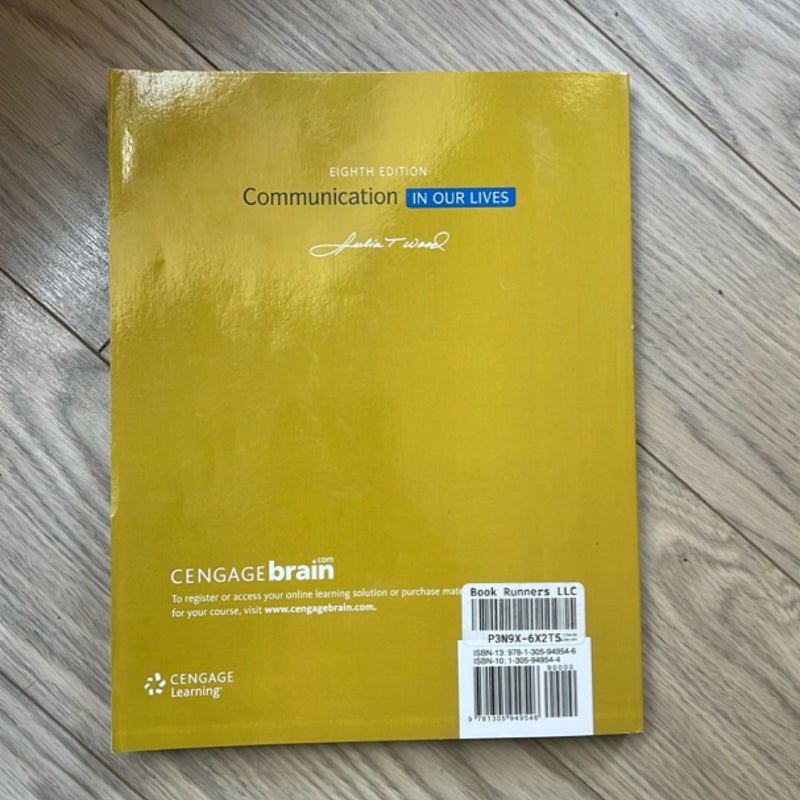 EIGHTH EDITION
Communication IN OUR LIVES
Julia T Wood
CENGAGEbrain.com
To register or access your online learning solution or purchase
for your course, visit www.cengagebrain.com.
Book Runners LLC
P3N9X-6X2T5
ISBN-13: 978-1-305-94954-6
ISBN-10: 1-305-94954-4
90000
9 781305 949546
CENGAGE
Learning®